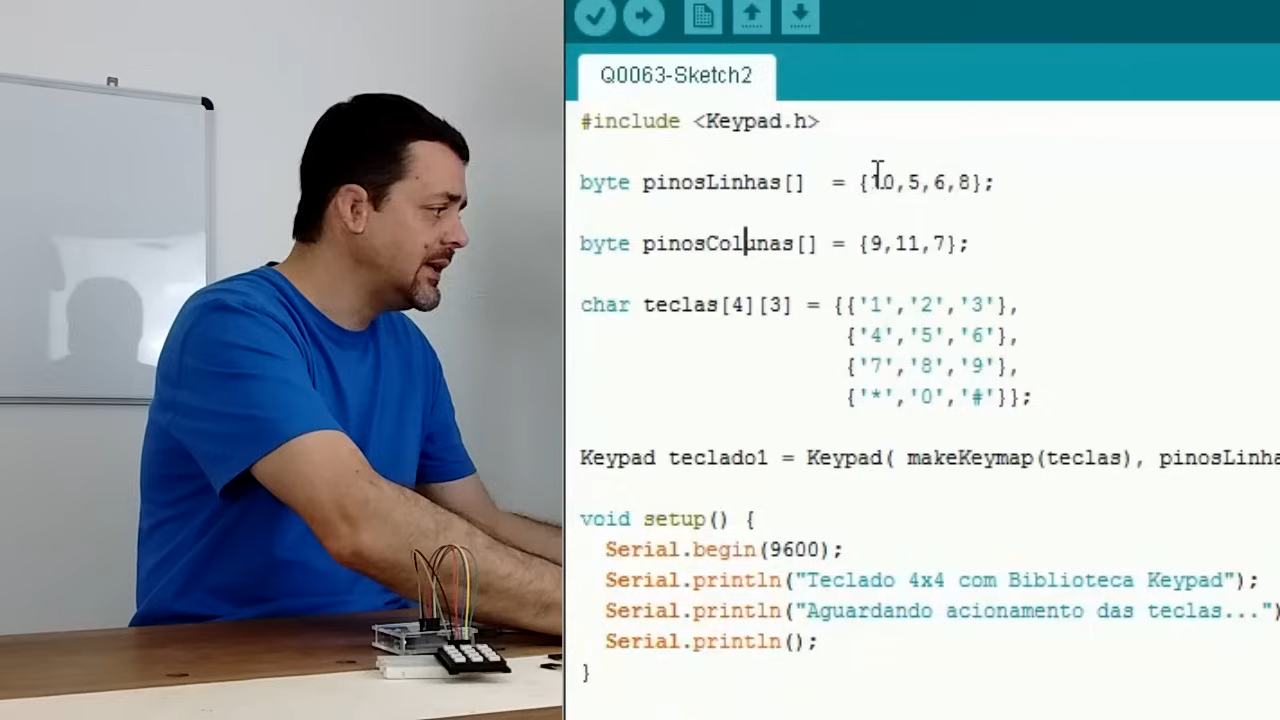 Q0063-Sketch2
#include <Keypad.h>
byte pinosLinhas[]  = {10,5,6,8};
byte pinosColunas[] = {9,11,7};
char teclas[4][3] = {{'1','2','3'},
{'4','5','6'},
{'7','8','9'},
{'*','0','#'}};
Keypad teclado1 = Keypad( makeKeymap(teclas), pinosLinha
void setup() {
Serial.begin(9600);
Serial.println("Teclado 4x4 com Biblioteca Keypad");
Serial.println("Aguardando acionamento das teclas...")
Serial.println();
}